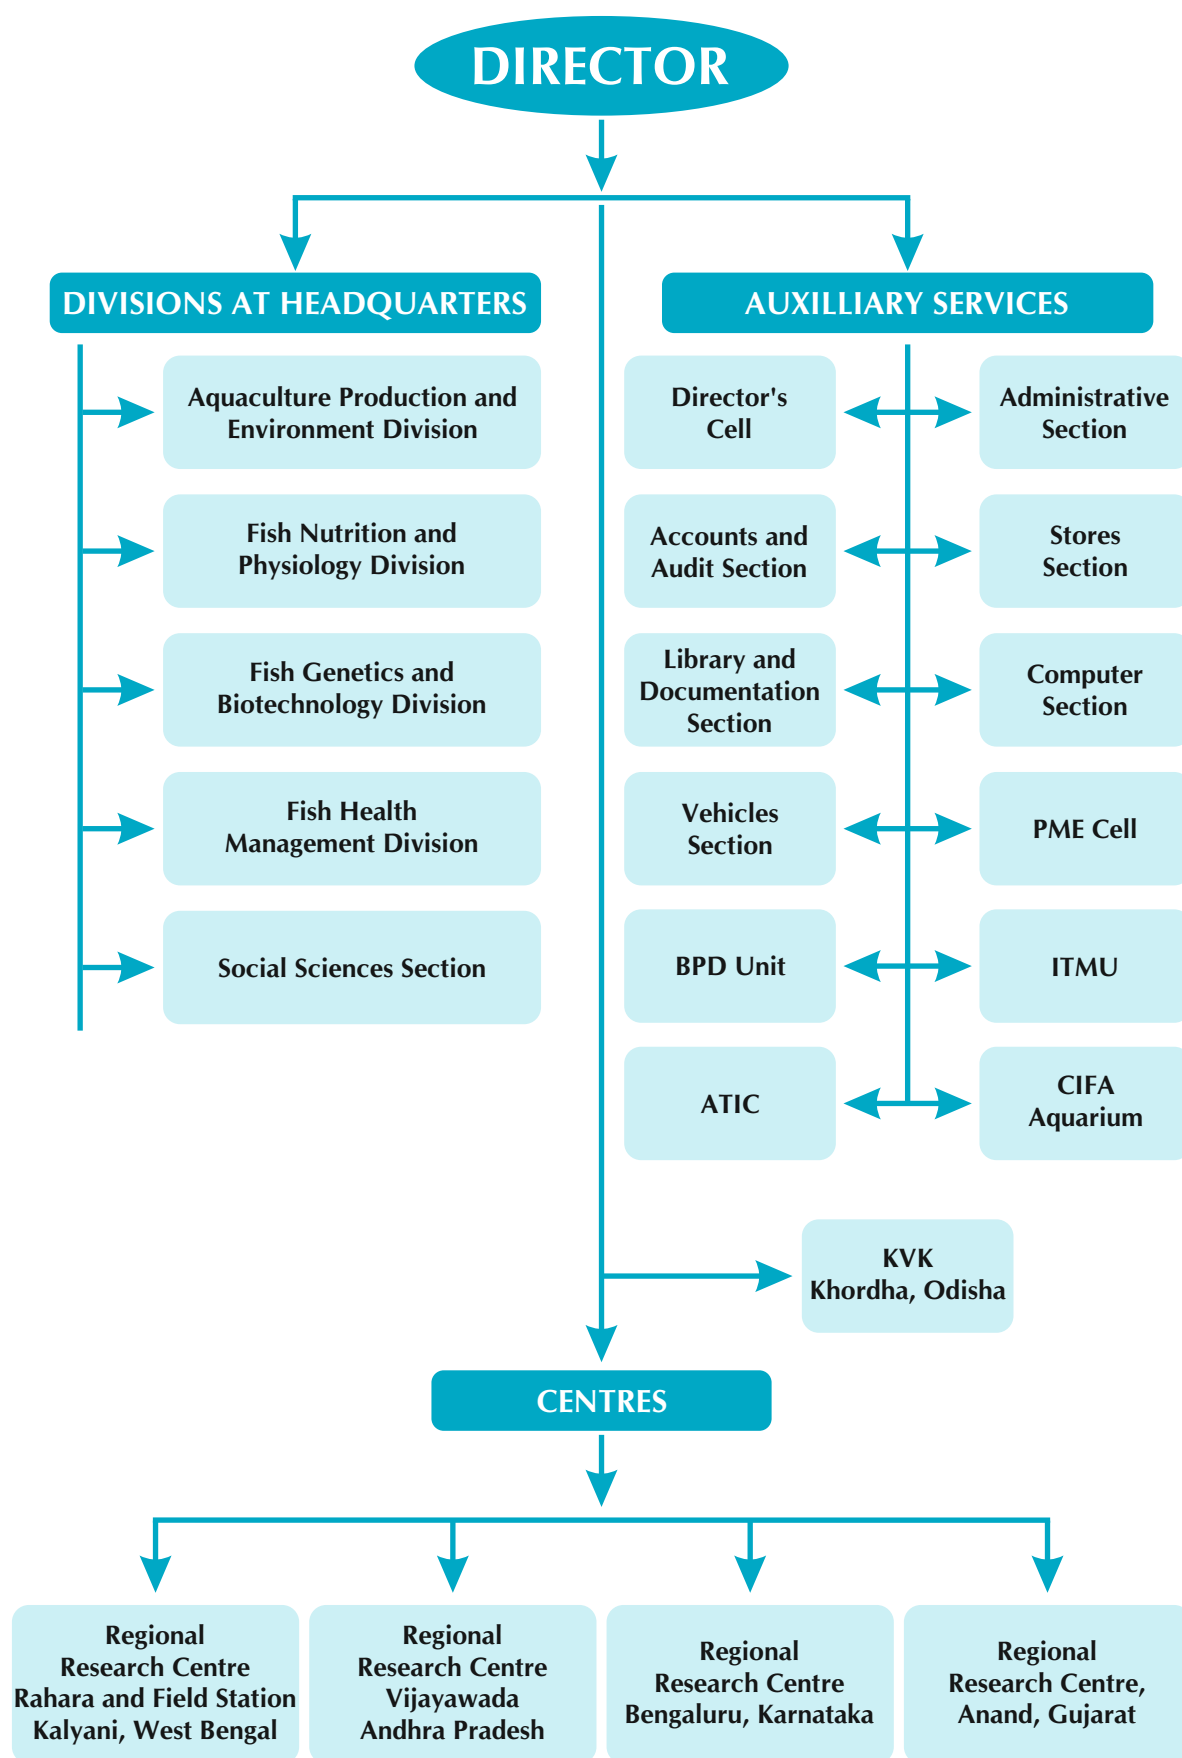 DIRECTOR
DIVISIONS AT HEADQUARTERS
Aquaculture Production and
Environment Division
Fish Nutrition and
Physiology Division
Fish Genetics and
Biotechnology Division
Fish Health
Management Division
Social Sciences Section
AUXILLIARY SERVICES
Director's
Cell
Administrative
Section
Accounts and
Audit Section
Stores
Section
Library and
Documentation
Section
Computer
Section
Vehicles
Section
PME Cell
BPD Unit
ITMU
ATIC
CIFA
Aquarium
KVK
Khordha, Odisha
CENTRES
Regional
Research Centre
Rahara and Field Station
Kalyani, West Bengal
Regional
Research Centre
Vijayawada
Andhra Pradesh
Regional
Research Centre
Bengaluru, Karnataka
Regional
Research Centre,
Anand, Gujarat